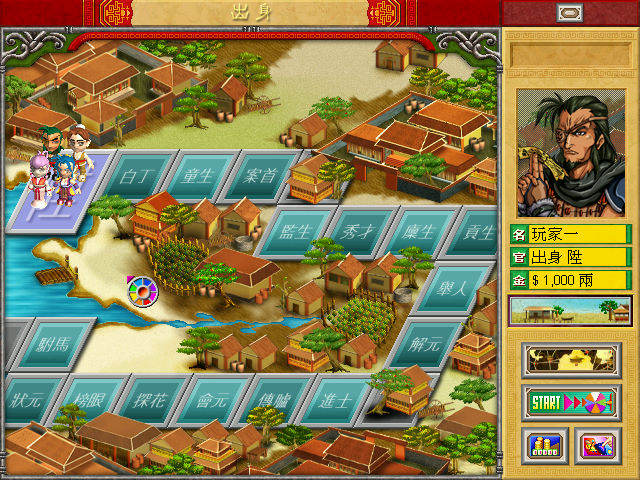 出身
白丁 童生 案首
監生 秀才 廩生 貢生
舉人
解元
駙馬
狀元 榜眼 探花 會元 傳臚 進士
名 玩家一
官 出身 陞
金 $1,000 兩
START